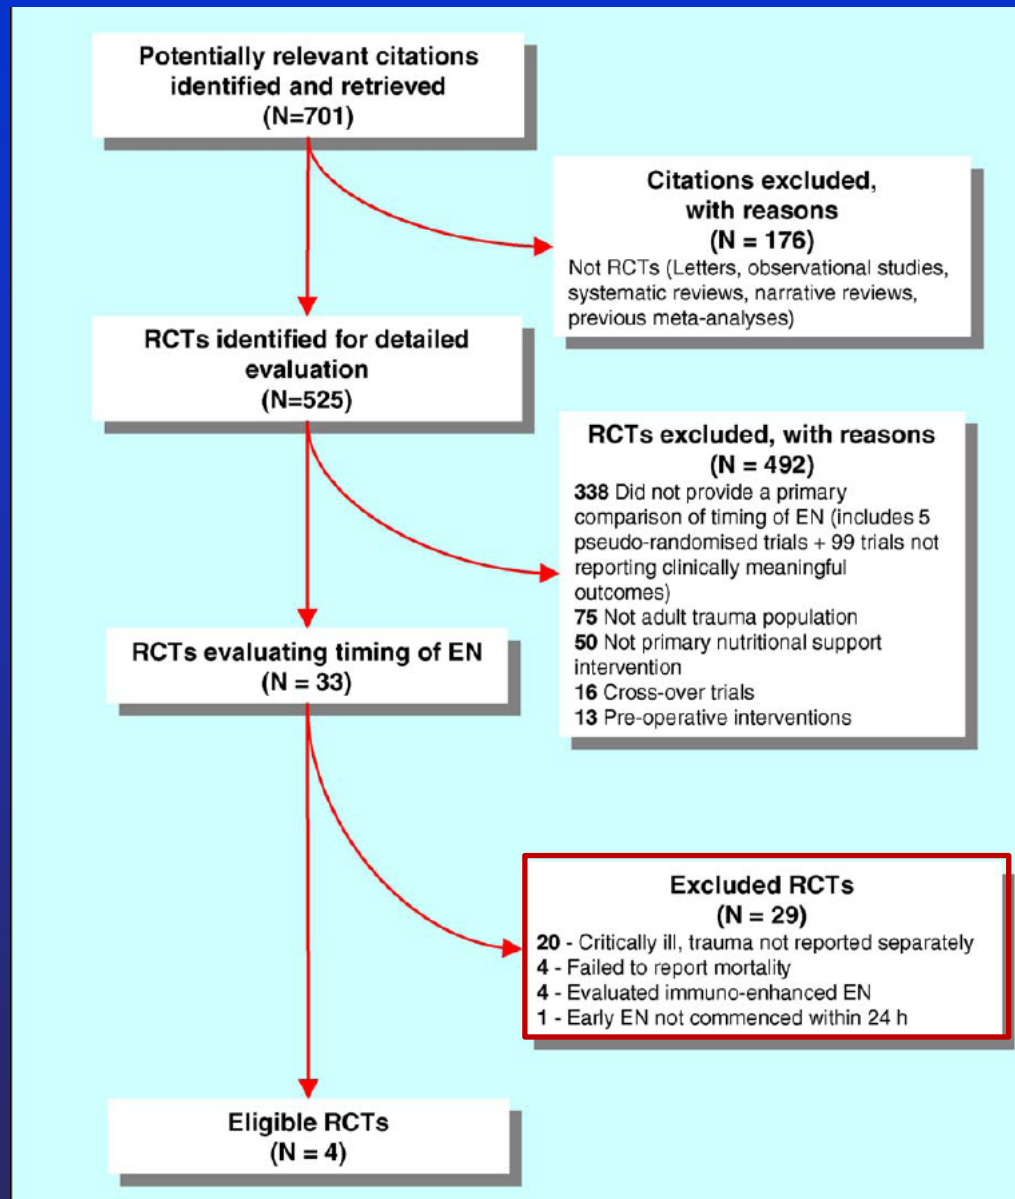 Potentially relevant citations
identified and retrieved
(N=701)
Citations excluded,
with reasons
(N = 176)
Not RCTs (Letters, observational studies,
systematic reviews, narrative reviews,
previous meta-analyses)
RCTs identified for detailed
evaluation
(N=525)
RCTs excluded, with reasons
(N = 492)
338 Did not provide a primary
comparison of timing of EN (includes 5
pseudo-randomised trials + 99 trials not
reporting clinically meaningful
outcomes)
75 Not adult trauma population
50 Not primary nutritional support
intervention
16 Cross-over trials
13 Pre-operative interventions
RCTs evaluating timing of EN
(N = 33)
Excluded RCTs
(N = 29)
20 - Critically ill, trauma not reported separately
4 - Failed to report mortality
4 - Evaluated immuno-enhanced EN
1 - Early EN not commenced within 24 h
Eligible RCTs
(N = 4)